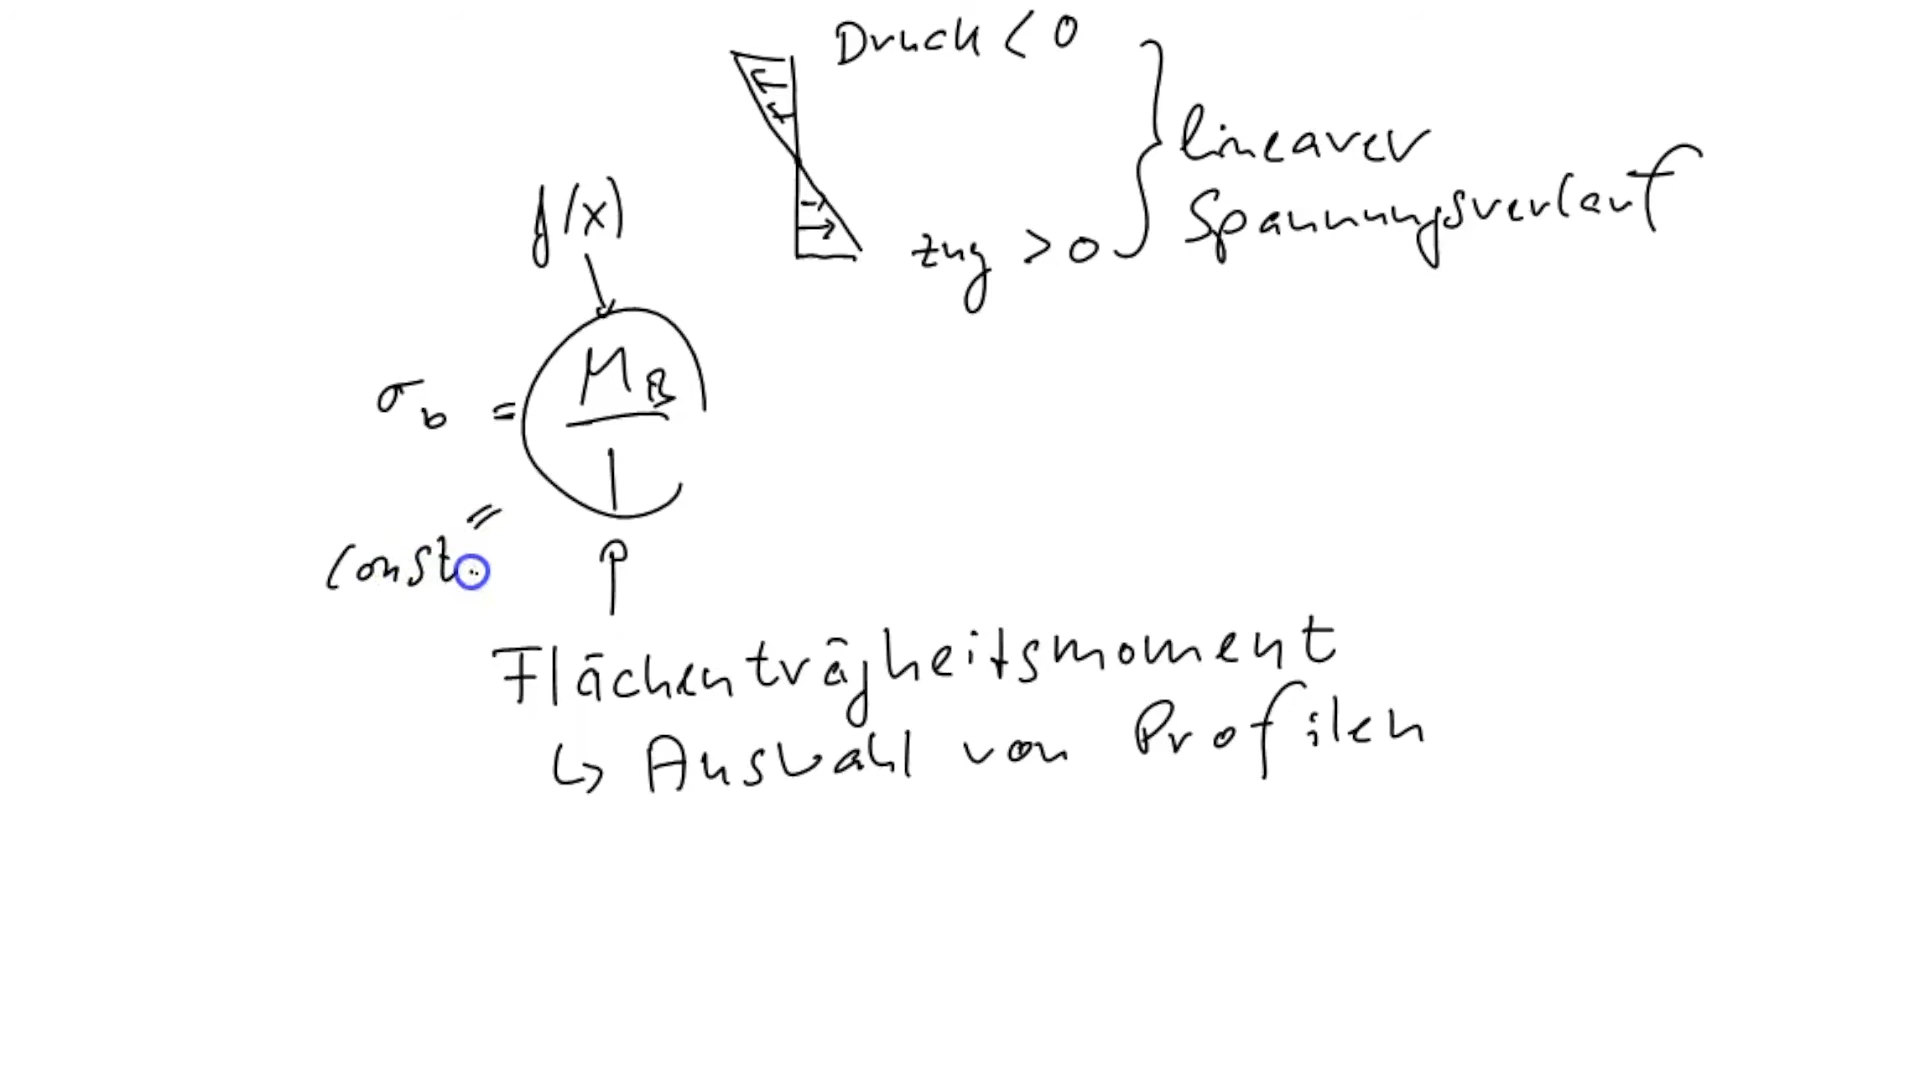 Druck < 0
linearer
Spannungsverlauf
Zug > 0
f(x)
σb = MB
I
= const.
Flächenträgheitsmoment
↳ Auswahl von Profilen